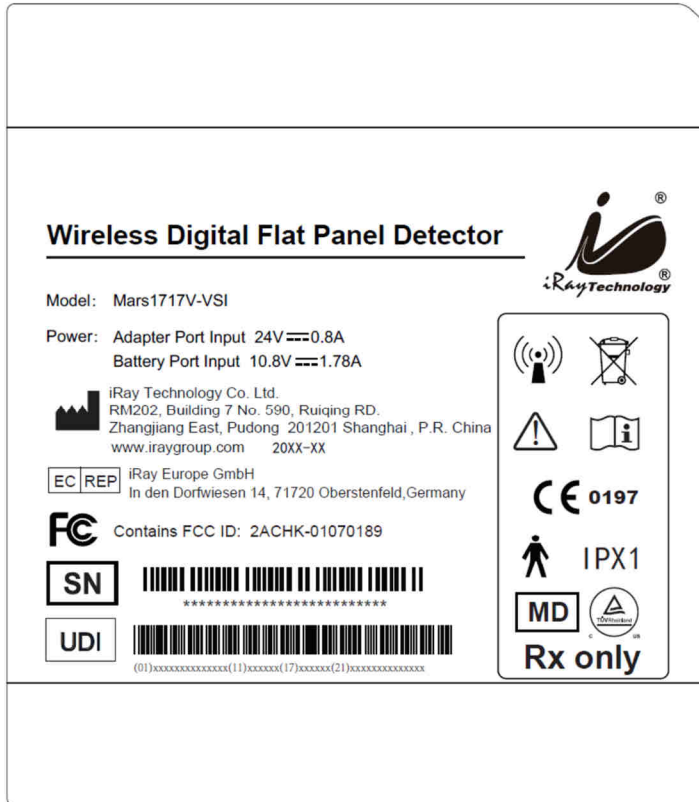 ®
iRay Technology®
Wireless Digital Flat Panel Detector
Model: Mars1717V-VSI
Power: Adapter Port Input 24V⎓0.8A
Battery Port Input 10.8V⎓1.78A
iRay Technology Co. Ltd.
RM202, Building 7 No. 590, Ruiqing RD.
Zhangjiang East, Pudong 201201 Shanghai , P.R. China
www.iraygroup.com 20XX-XX
EC REP iRay Europe GmbH
In den Dorfwiesen 14, 71720 Oberstenfeld,Germany
FC Contains FCC ID: 2ACHK-01070189
SN
**************************
UDI
(01)xxxxxxxxxxxxxx(11)xxxxxx(17)xxxxxx(21)xxxxxxxxxxxxxx
i
CE 0197
IPX1
MD TÜVRheinland
C US
Rx only